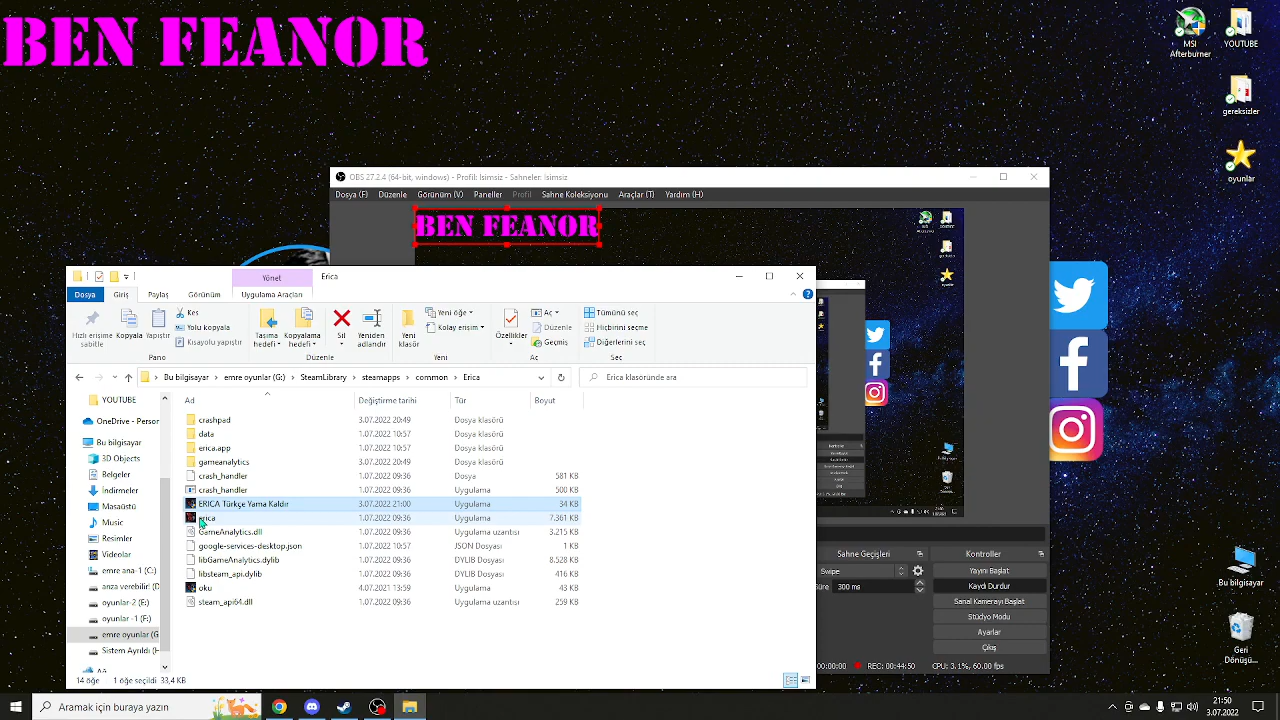 BEN FEANOR
MSI Afterburner
YOUTUBE
gereksizler
oyunlar
OBS 27.2.4 (64-bit, windows) - Profil: Isimsiz - Sahneler: Isimsiz
Dosya (F) Düzenle Görünüm (V) Paneller Profil Sahne Koleksiyonu Araçlar (T) Yardım (H)
BEN FEANOR
Yönet Erica
Dosya Giriş Paylaş Görünüm Uygulama Araçları
Hızlı erişime sabitle
Kopyala
Yapıştır
Kes
Yolu kopyala
Kısayolu yapıştır
Taşıma hedefi
Kopyalama hedefi
Sil
Yeniden adlandır
Yeni klasör
Yeni öğe
Kolay erişim
Özellikler
Aç
Düzenle
Geçmiş
Tümünü seç
Hiçbirini seçme
Diğerlerini seç
Pano Düzenle Yeni Aç Seç
Bu bilgisayar emre oyunlar (G:) SteamLibrary steamapps common Erica
Erica klasöründe ara
YOUTUBE
OneDrive - Person
Bu bilgisayar
3D Objects
Belgeler
İndirmeler
Masaüstü
Music
Resimler
Videolar
emre ana-1 (C:)
anza verebilir (D:)
oyunlar-2 (E:)
oyunlar -1 (F:)
emre oyunlar (G
Sistem Ayrıldı (H
Ağ
Ad Değiştirme tarihi Tür Boyut
crashpad 3.07.2022 20:49 Dosya klasörü
data 1.07.2022 10:57 Dosya klasörü
erica.app 1.07.2022 10:57 Dosya klasörü
gameanalytics 3.07.2022 20:49 Dosya klasörü
crash_handler 1.07.2022 09:36 Dosya 581 KB
crash_handler 1.07.2022 09:36 Uygulama 500 KB
ERICA Türkçe Yama Kaldır 3.07.2022 21:00 Uygulama 34 KB
erica 1.07.2022 09:36 Uygulama 7.361 KB
GameAnalytics.dll 1.07.2022 09:36 Uygulama uzantısı 3.215 KB
google-services-desktop.json 1.07.2022 10:57 JSON Dosyası 1 KB
libGameAnalytics.dylib 1.07.2022 09:36 DYLIB Dosyası 8.528 KB
libsteam_api.dylib 1.07.2022 09:36 DYLIB Dosyası 416 KB
oku 4.07.2021 13:59 Uygulama 43 KB
steam_api64.dll 1.07.2022 09:36 Uygulama uzantısı 259 KB
14 öğe 1 öğe seçildi 33,4 KB
Sahne Geçişleri
Swipe
300 ms
Kontroller
Yayını Başlat
Kaydı Durdur
Sanal Kamerayı Başlat
Stüdyo Modu
Ayarlar
Çıkış
REC: 00:44:50 CPU: 3.1%, 60.00 fps
Bu bilgisayar
Geri Dönüşü...
Aramak için buraya yazın
21:50
3.07.2022